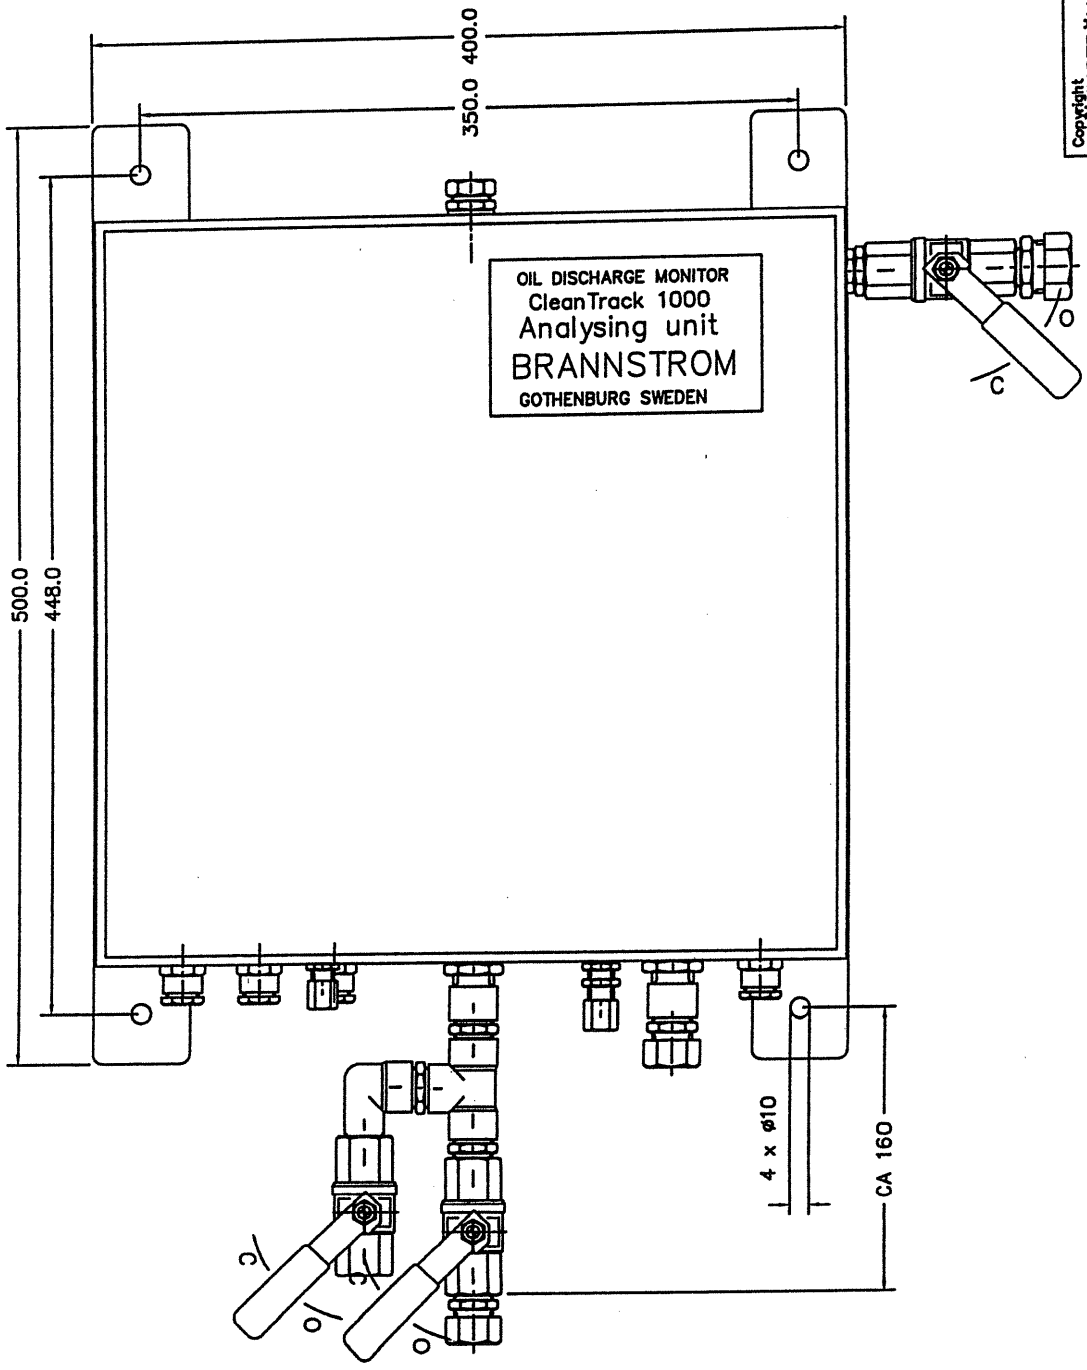 400.0
350.0
500.0
448.0
OIL DISCHARGE MONITOR
CleanTrack 1000
Analysing unit
BRANNSTROM
GOTHENBURG SWEDEN
O
C
4 x ø10
CA 160
C
O
C
O
Copyright